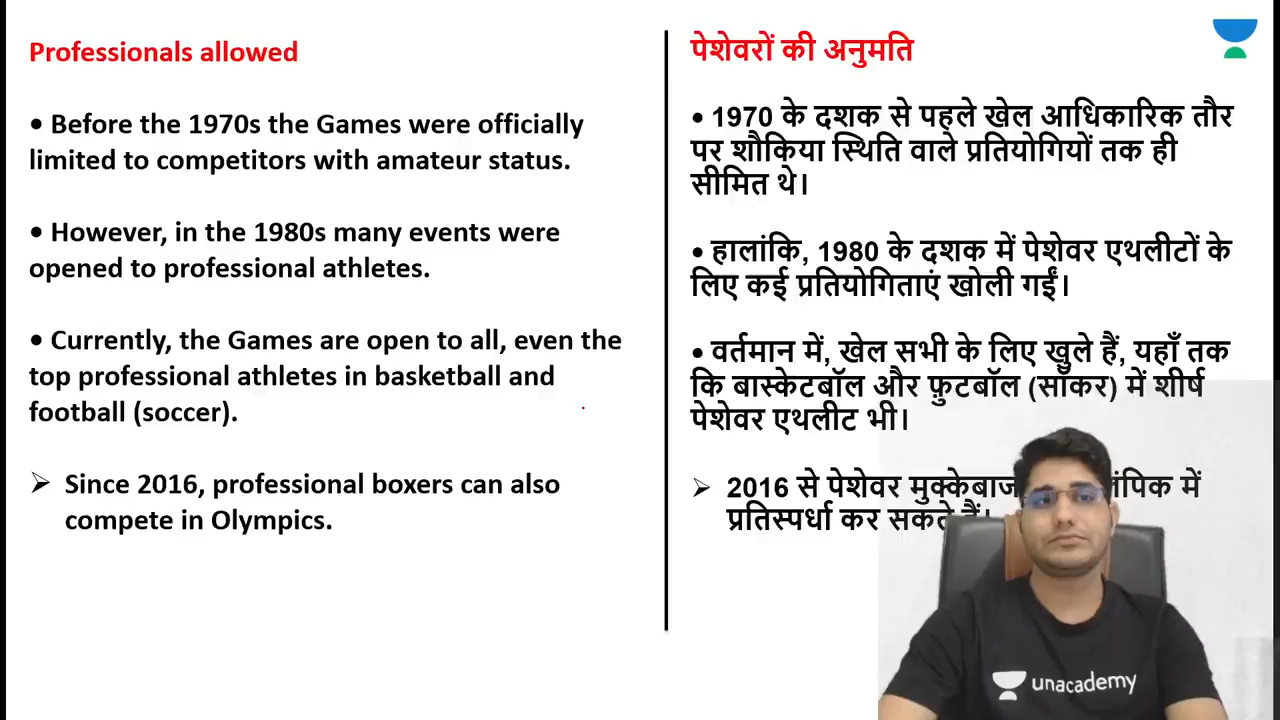 Professionals allowed
• Before the 1970s the Games were officially
limited to competitors with amateur status.
• However, in the 1980s many events were
opened to professional athletes.
• Currently, the Games are open to all, even the
top professional athletes in basketball and
football (soccer).
➢ Since 2016, professional boxers can also
compete in Olympics.
पेशेवरों की अनुमति
• 1970 के दशक से पहले खेल आधिकारिक तौर
पर शौकिया स्थिति वाले प्रतियोगियों तक ही
सीमित थे।
• हालांकि, 1980 के दशक में पेशेवर एथलीटों के
लिए कई प्रतियोगिताएं खोली गईं।
• वर्तमान में, खेल सभी के लिए खुले हैं, यहाँ तक
कि बास्केटबॉल और फ़ुटबॉल (सॉकर) में शीर्ष
पेशेवर एथलीट भी।
➢ 2016 से पेशेवर मुक्केबाज में
प्रतिस्पर्धा कर सकते हैं।
unacademy